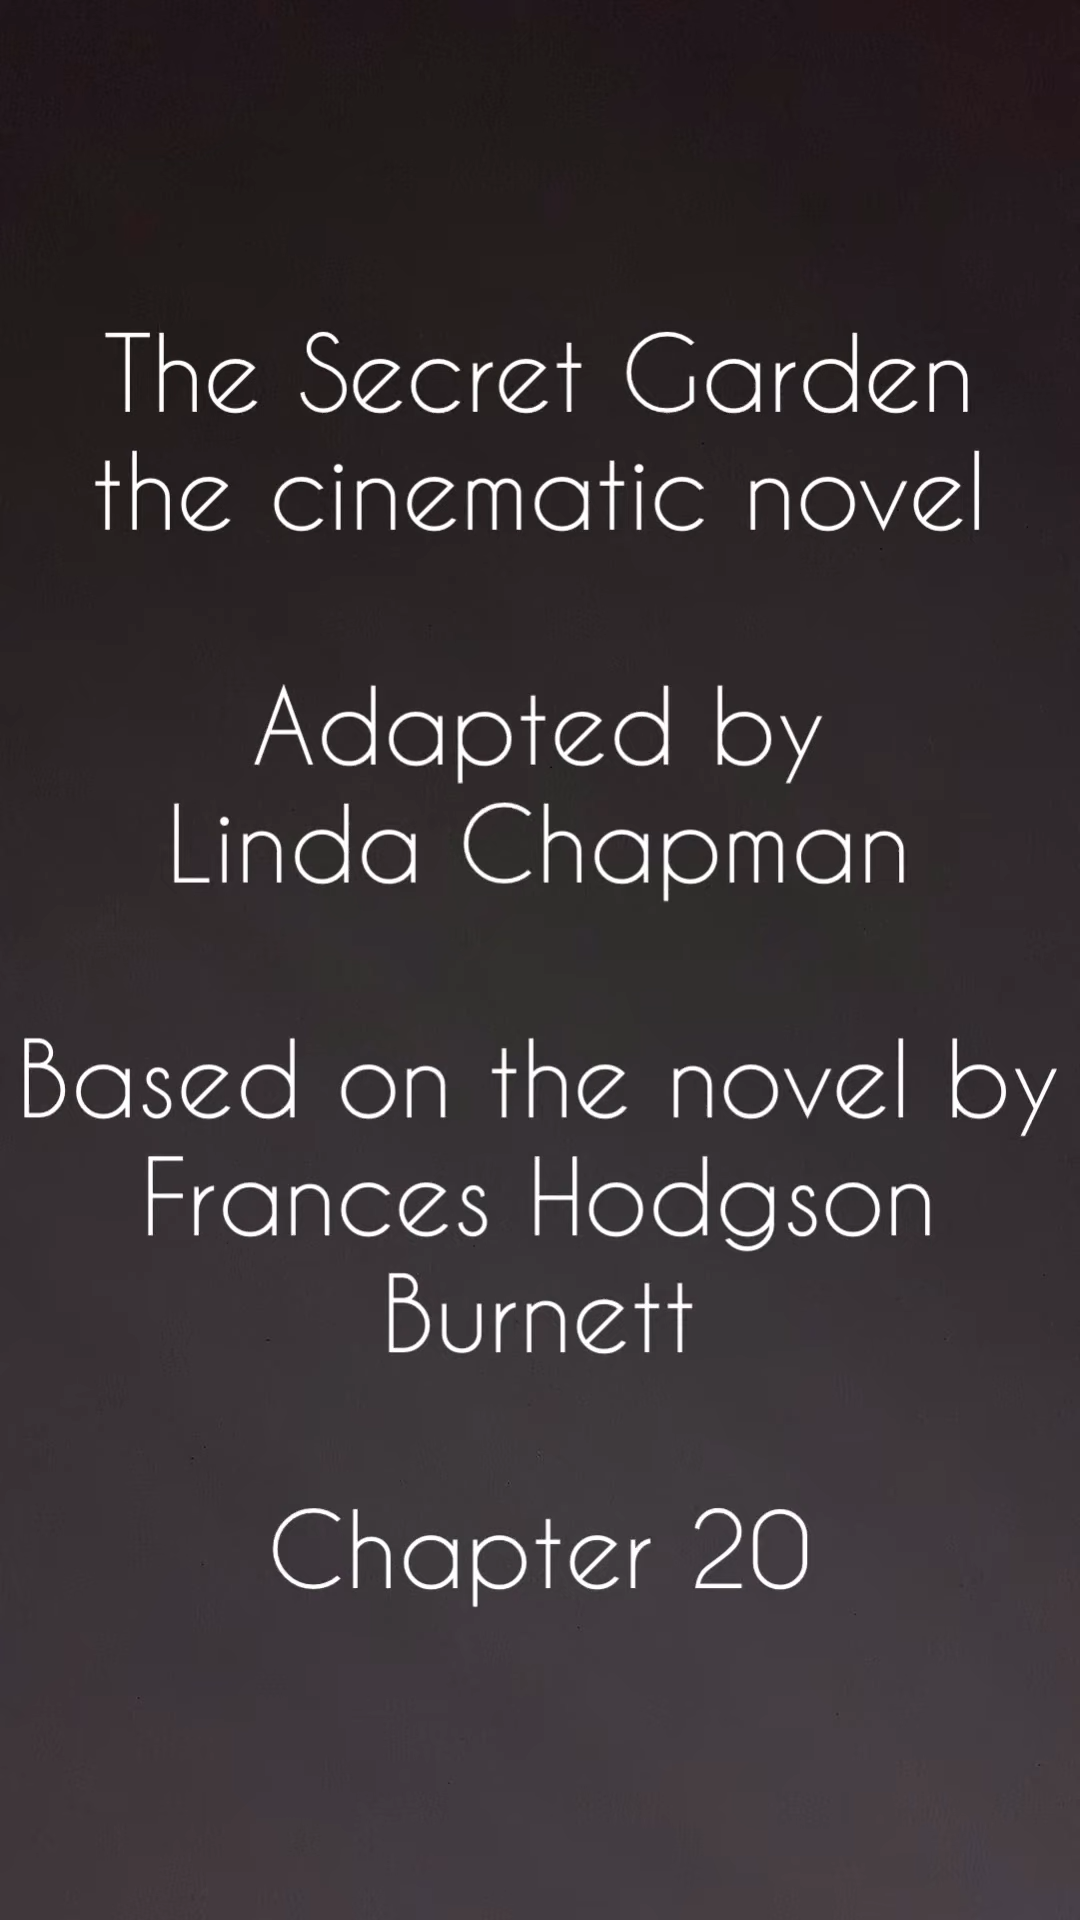 The Secret Garden
the cinematic novel
Adapted by
Linda Chapman
Based on the novel by
Frances Hodgson
Burnett
Chapter 20